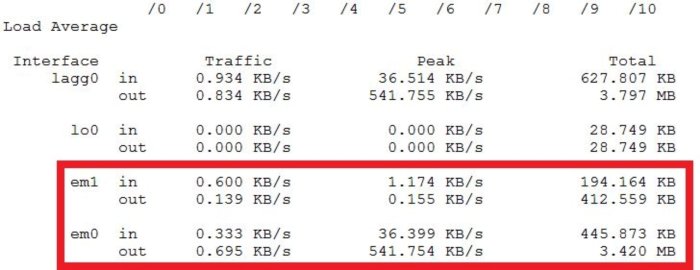 /0 /1 /2 /3 /4 /5 /6 /7 /8 /9 /10
Load Average
Interface Traffic Peak Total
lagg0 in 0.934 KB/s 36.514 KB/s 627.807 KB
out 0.834 KB/s 541.755 KB/s 3.797 MB
lo0 in 0.000 KB/s 0.000 KB/s 28.749 KB
out 0.000 KB/s 0.000 KB/s 28.749 KB
em1 in 0.600 KB/s 1.174 KB/s 194.164 KB
out 0.139 KB/s 0.155 KB/s 412.559 KB
em0 in 0.333 KB/s 36.399 KB/s 445.873 KB
out 0.695 KB/s 541.754 KB/s 3.420 MB